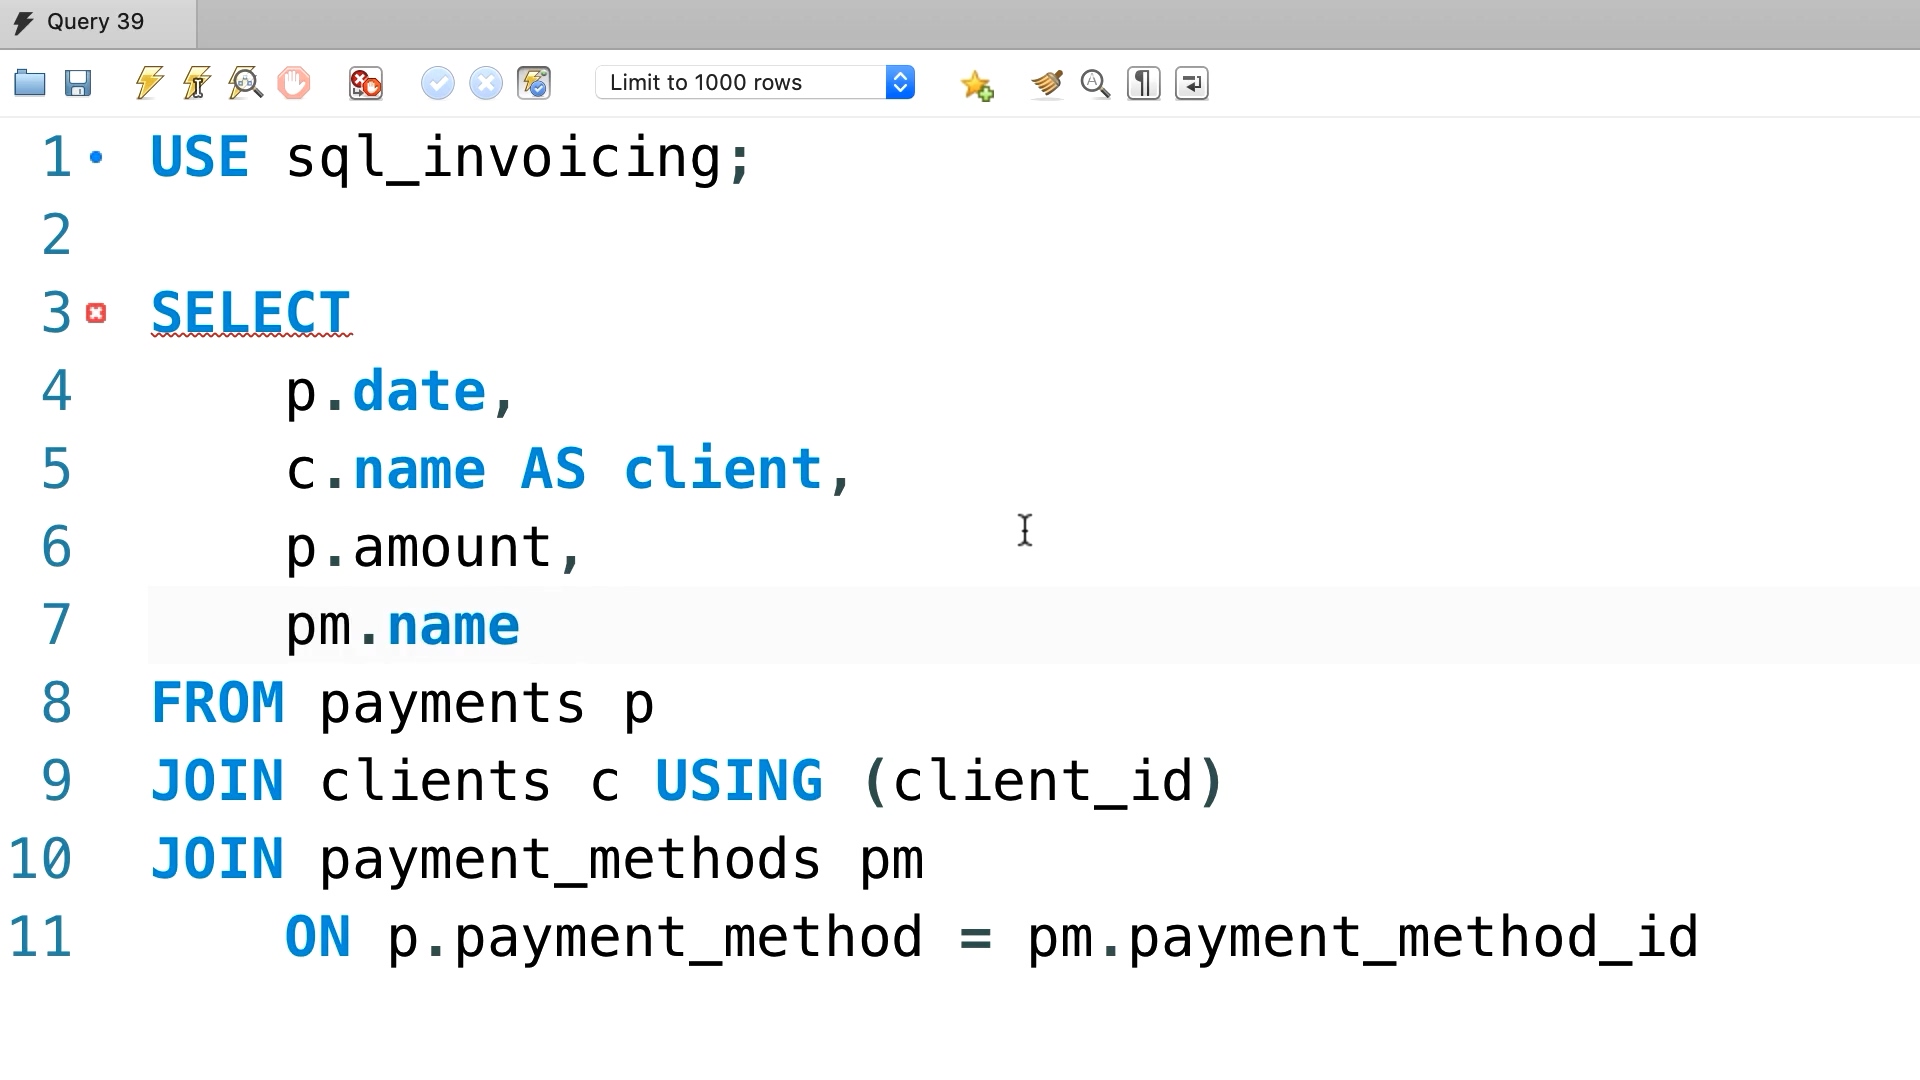 Query 39
Limit to 1000 rows
1 USE sql_invoicing;
2
3 SELECT
4 p.date,
5 c.name AS client,
6 p.amount,
7 pm.name
8 FROM payments p
9 JOIN clients c USING (client_id)
10 JOIN payment_methods pm
11 ON p.payment_method = pm.payment_method_id